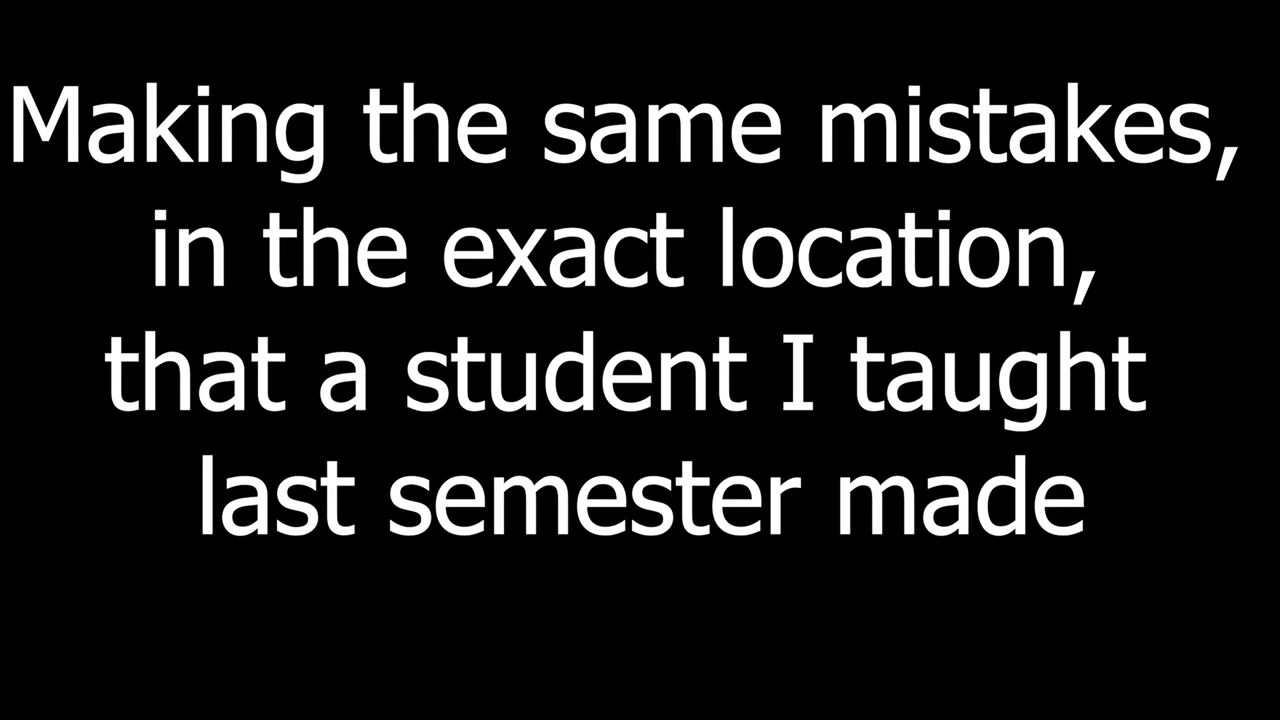 Making the same mistakes,
in the exact location,
that a student I taught
last semester made